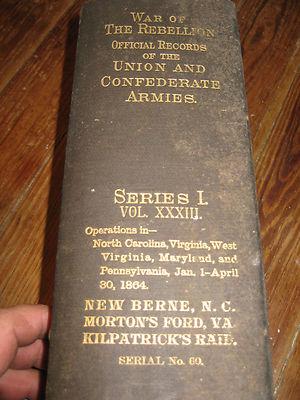 WAR OF
THE REBELLION
OFFICIAL RECORDS
OF THE
UNION AND
CONFEDERATE
ARMIES.
SERIES I.
VOL. XXXIII.
Operations in—
North Carolina, Virginia, West
Virginia, Maryland, and
Pennsylvania, Jan. 1–April
30, 1864.
NEW BERNE, N. C.
MORTON'S FORD, VA.
KILPATRICK'S RAID.
SERIAL No. 60.